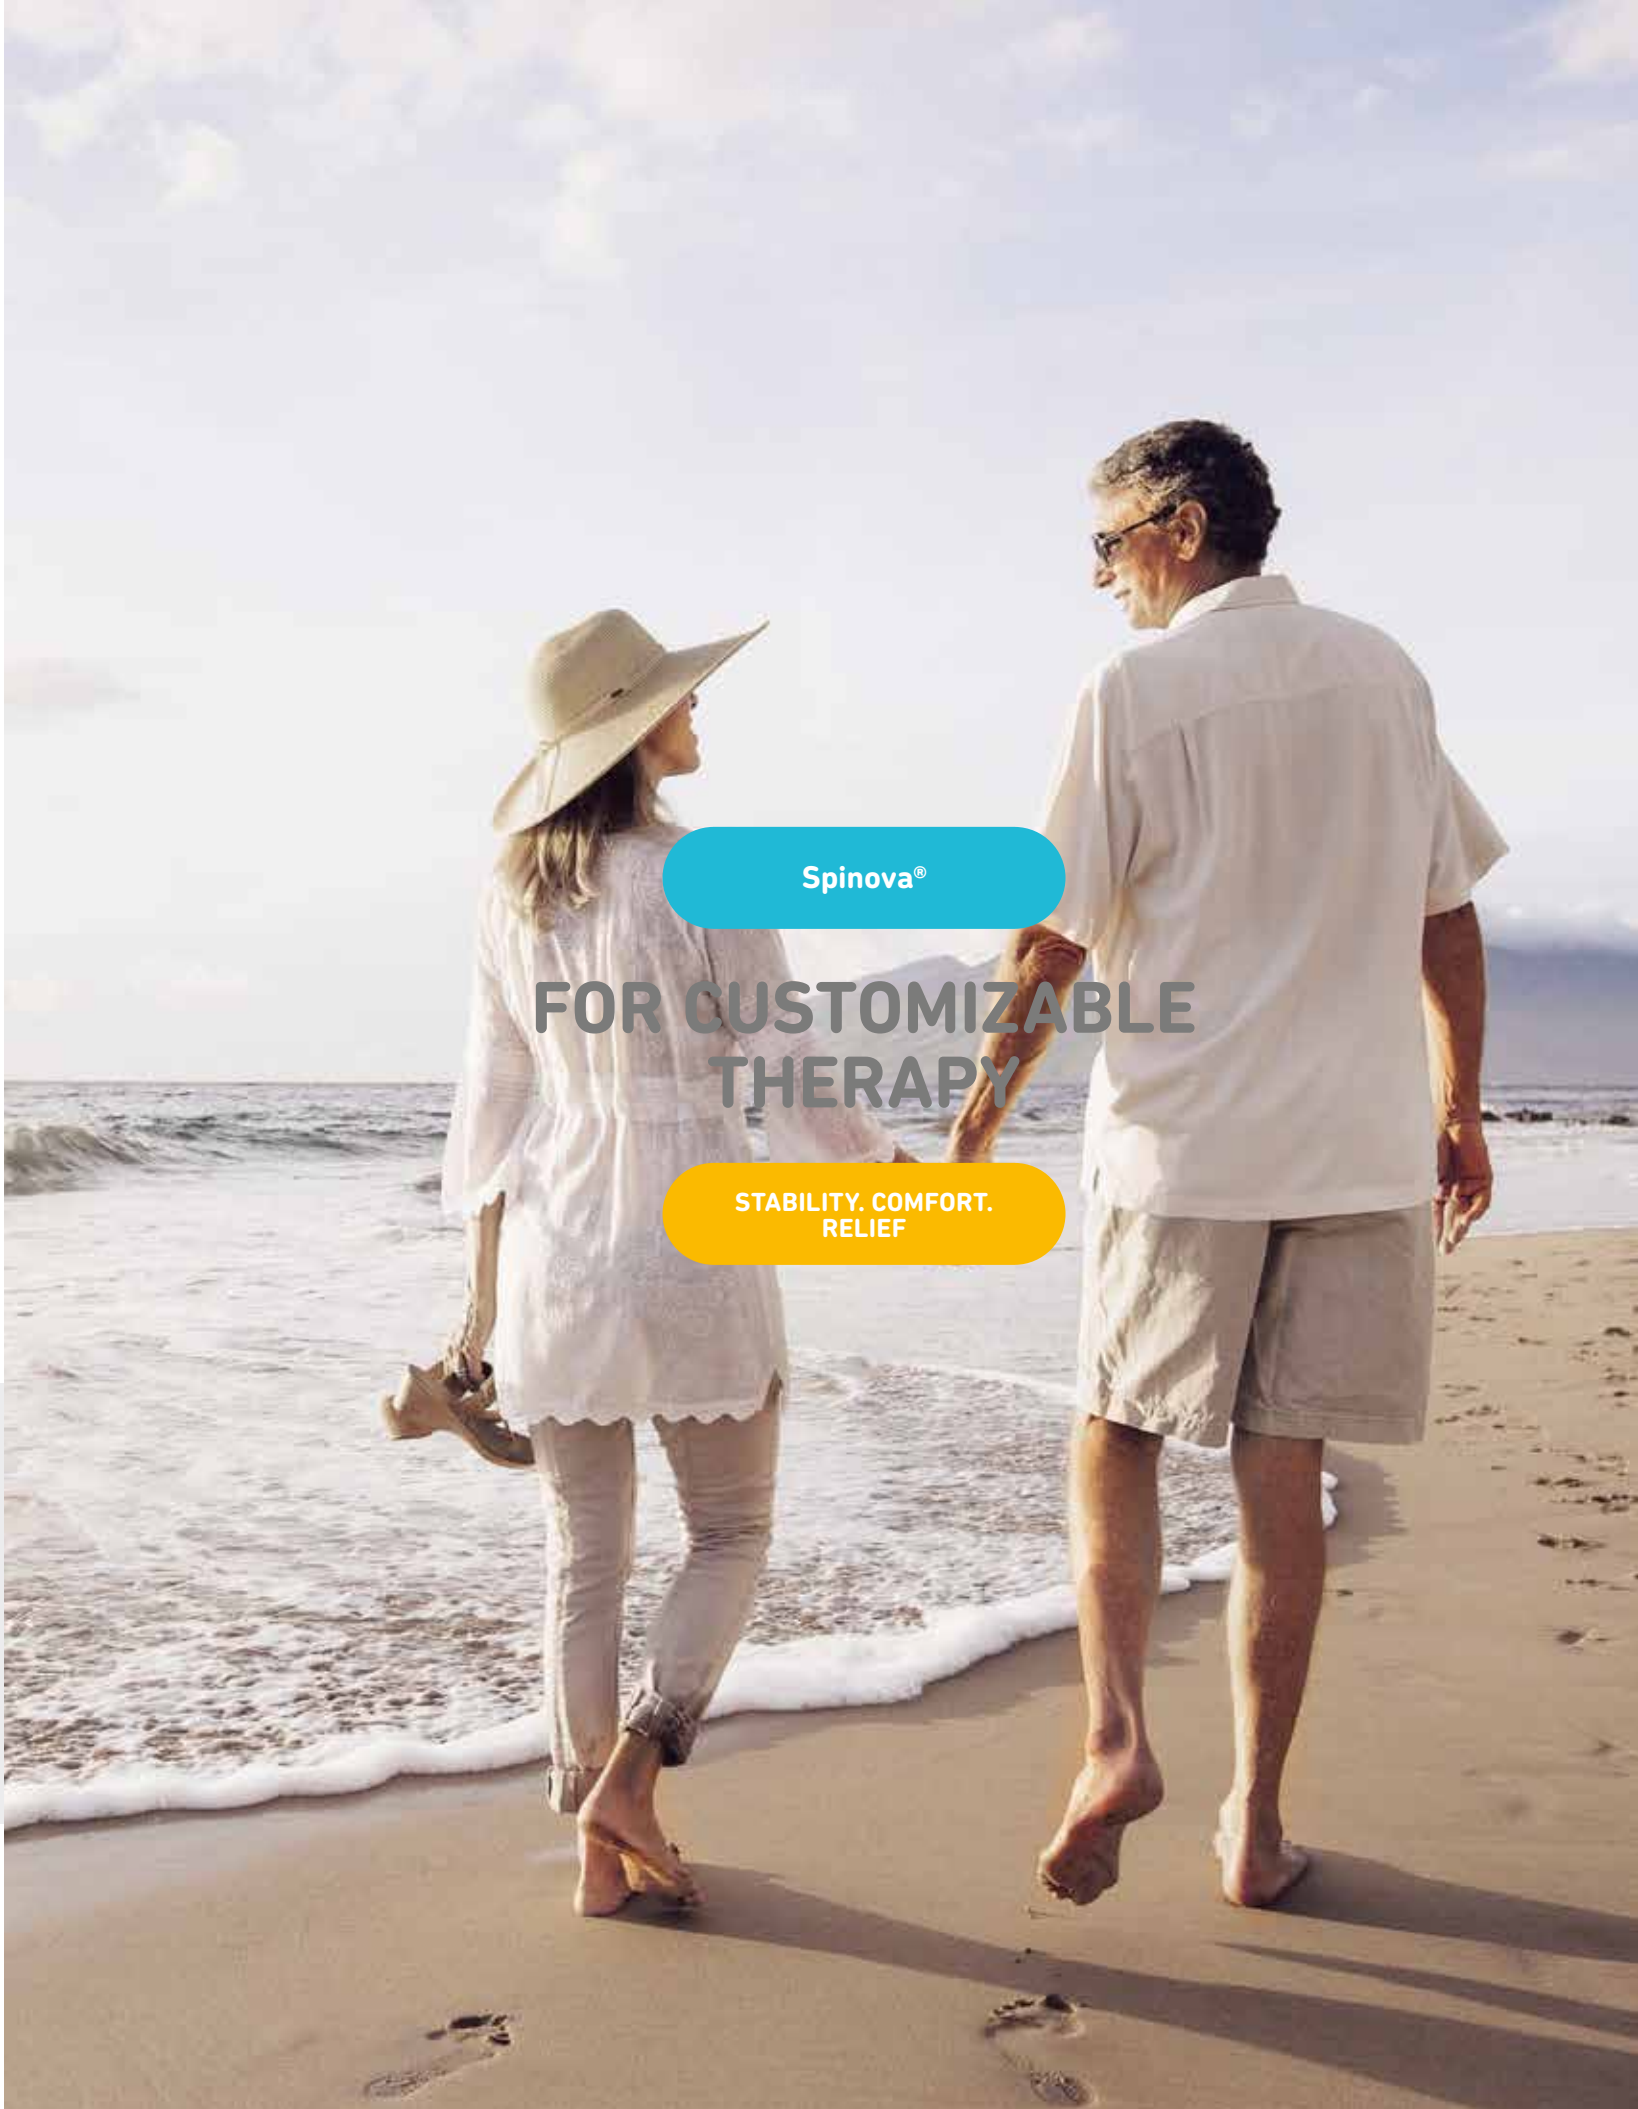 Spinova®
FOR CUSTOMIZABLE
THERAPY
STABILITY. COMFORT.
RELIEF